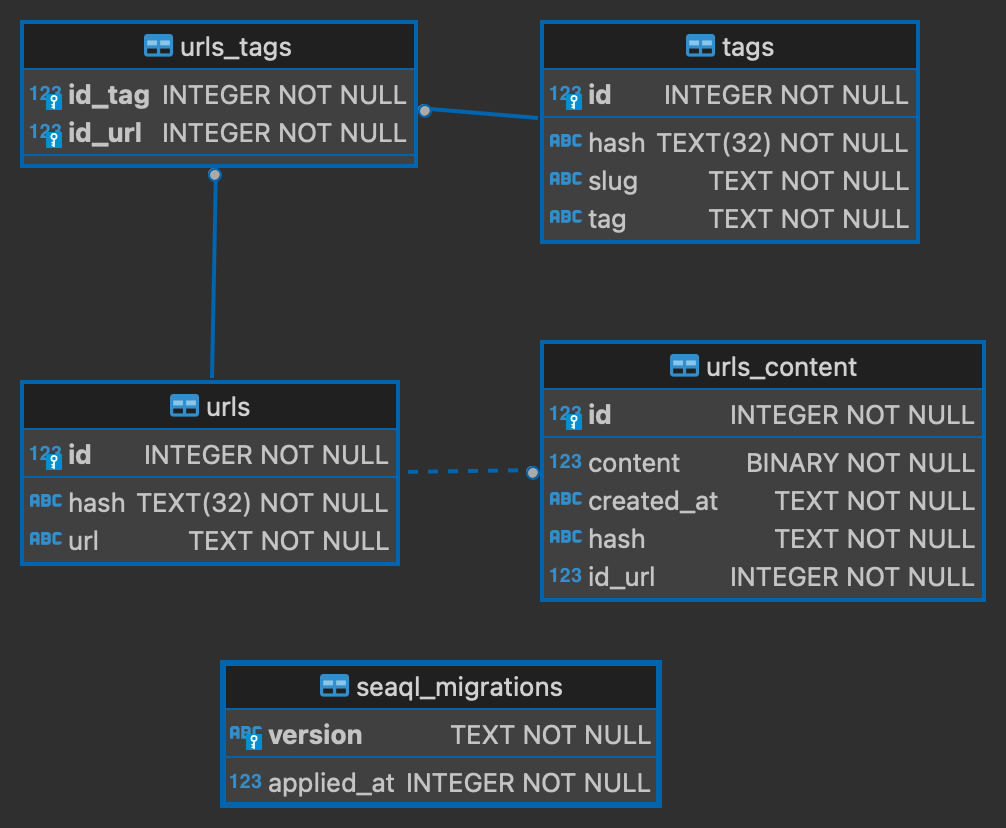 urls_tags
123 id_tag INTEGER NOT NULL
123 id_url INTEGER NOT NULL
tags
123 id INTEGER NOT NULL
ABC hash TEXT(32) NOT NULL
ABC slug TEXT NOT NULL
ABC tag TEXT NOT NULL
urls
123 id INTEGER NOT NULL
ABC hash TEXT(32) NOT NULL
ABC url TEXT NOT NULL
urls_content
123 id INTEGER NOT NULL
123 content BINARY NOT NULL
ABC created_at TEXT NOT NULL
ABC hash TEXT NOT NULL
123 id_url INTEGER NOT NULL
seaql_migrations
ABC version TEXT NOT NULL
123 applied_at INTEGER NOT NULL